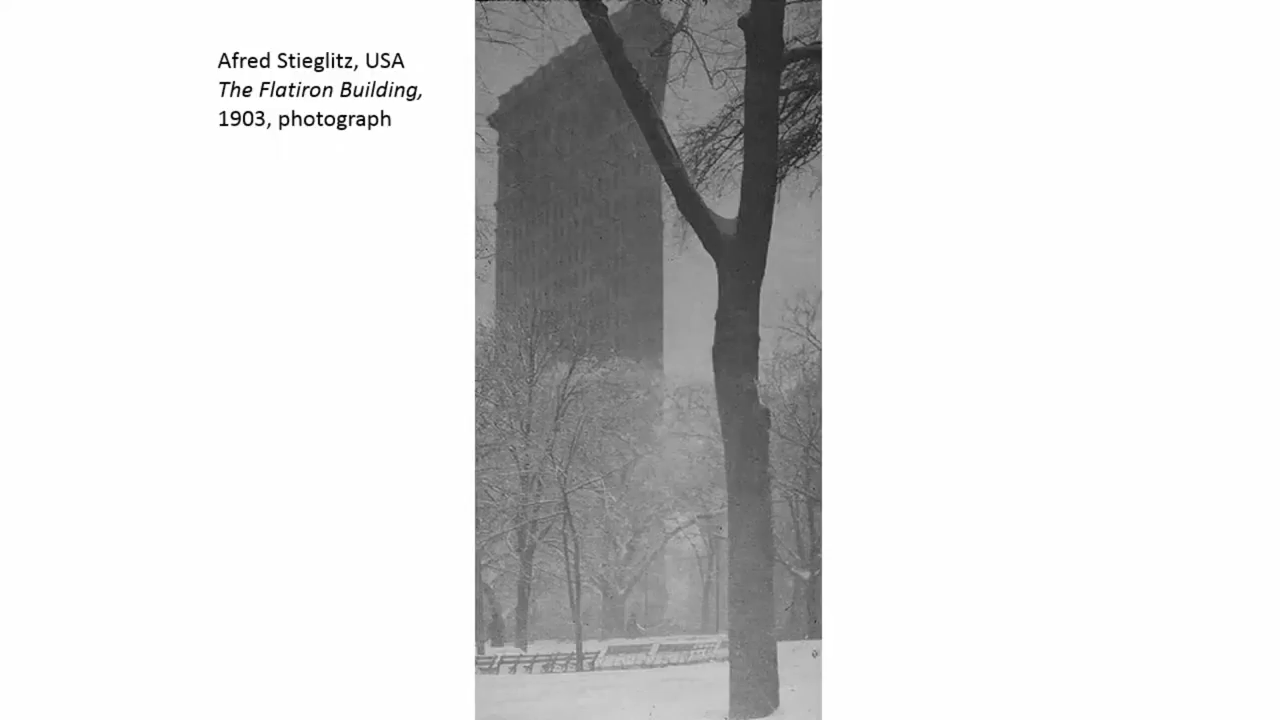 Afred Stieglitz, USA
The Flatiron Building,
1903, photograph